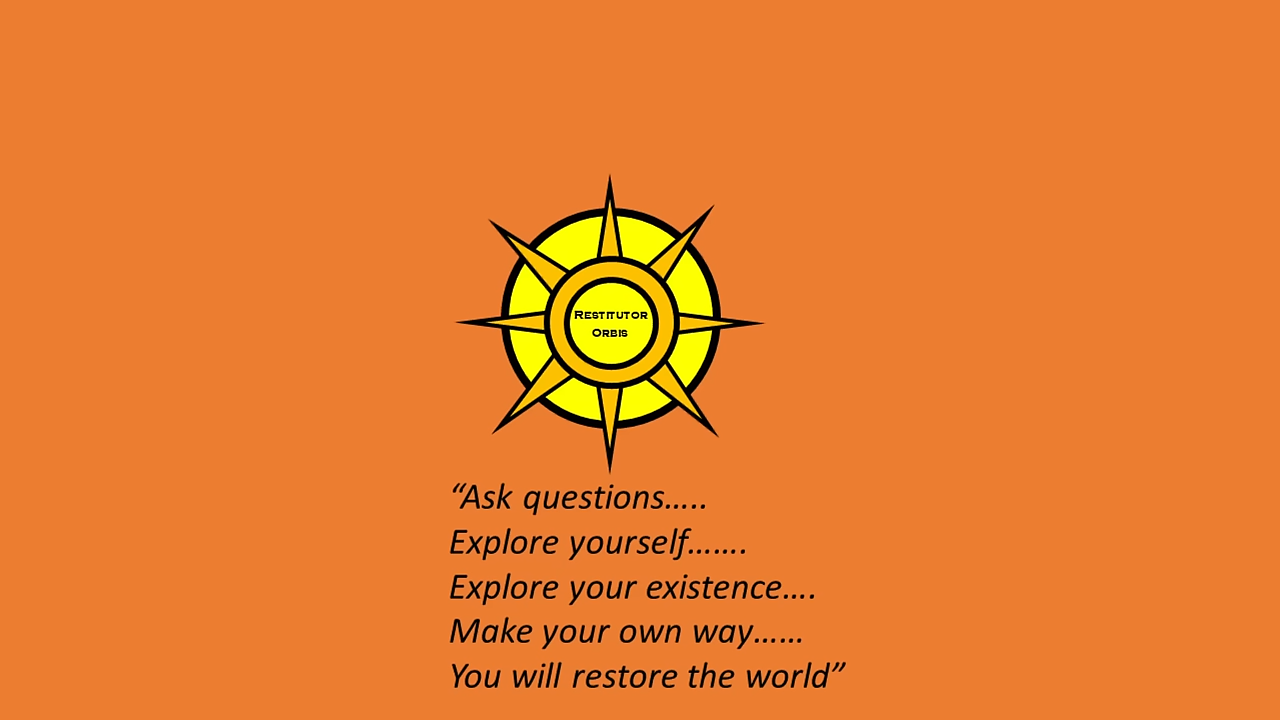 Restitutor
Orbis
“Ask questions…..
Explore yourself…….
Explore your existence….
Make your own way……
You will restore the world”